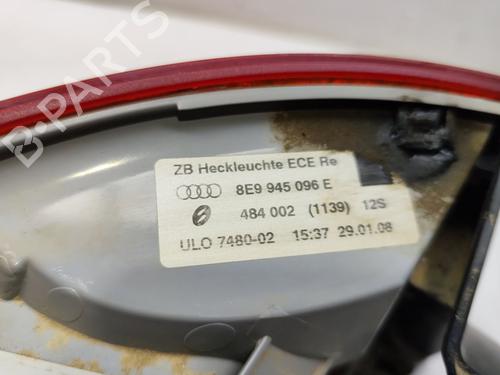 B-PARTS
ZB Heckleuchte ECE Re
8E9 945 096 E
484 002 (1139) 12S
ULO 7480-02 15:37 29.01.08